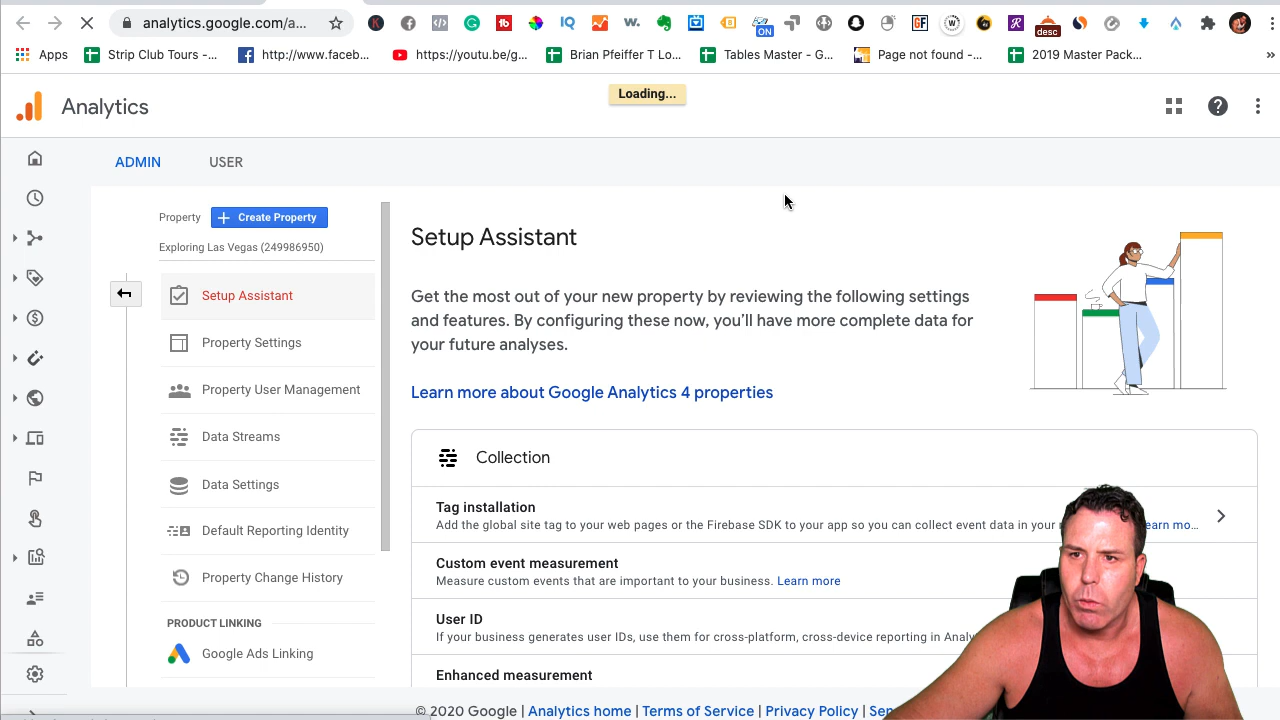 analytics.google.com/a...
ON
desc
Apps
Strip Club Tours -...
http://www.faceb...
https://youtu.be/g...
Brian Pfeiffer T Lo...
Tables Master - G...
Page not found -...
2019 Master Pack...
»
Analytics
Loading...
ADMIN
USER
Property
+ Create Property
Exploring Las Vegas (249986950)
Setup Assistant
Property Settings
Property User Management
Data Streams
Data Settings
Default Reporting Identity
Property Change History
PRODUCT LINKING
Google Ads Linking
Setup Assistant
Get the most out of your new property by reviewing the following settings
and features. By configuring these now, you'll have more complete data for
your future analyses.
Learn more about Google Analytics 4 properties
Collection
Tag installation
Add the global site tag to your web pages or the Firebase SDK to your app so you can collect event data in your
Custom event measurement
Measure custom events that are important to your business. Learn more
User ID
If your business generates user IDs, use them for cross-platform, cross-device reporting in
Enhanced measurement
© 2020 Google | Analytics home | Terms of Service | Privacy Policy |